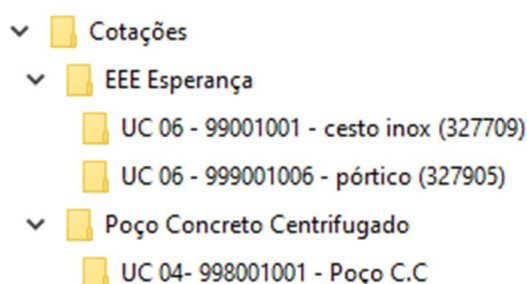 Cotações
EEE Esperança
UC 06 - 99001001 - cesto inox (327709)
UC 06 - 999001006 - pórtico (327905)
Poço Concreto Centrifugado
UC 04- 998001001 - Poço C.C